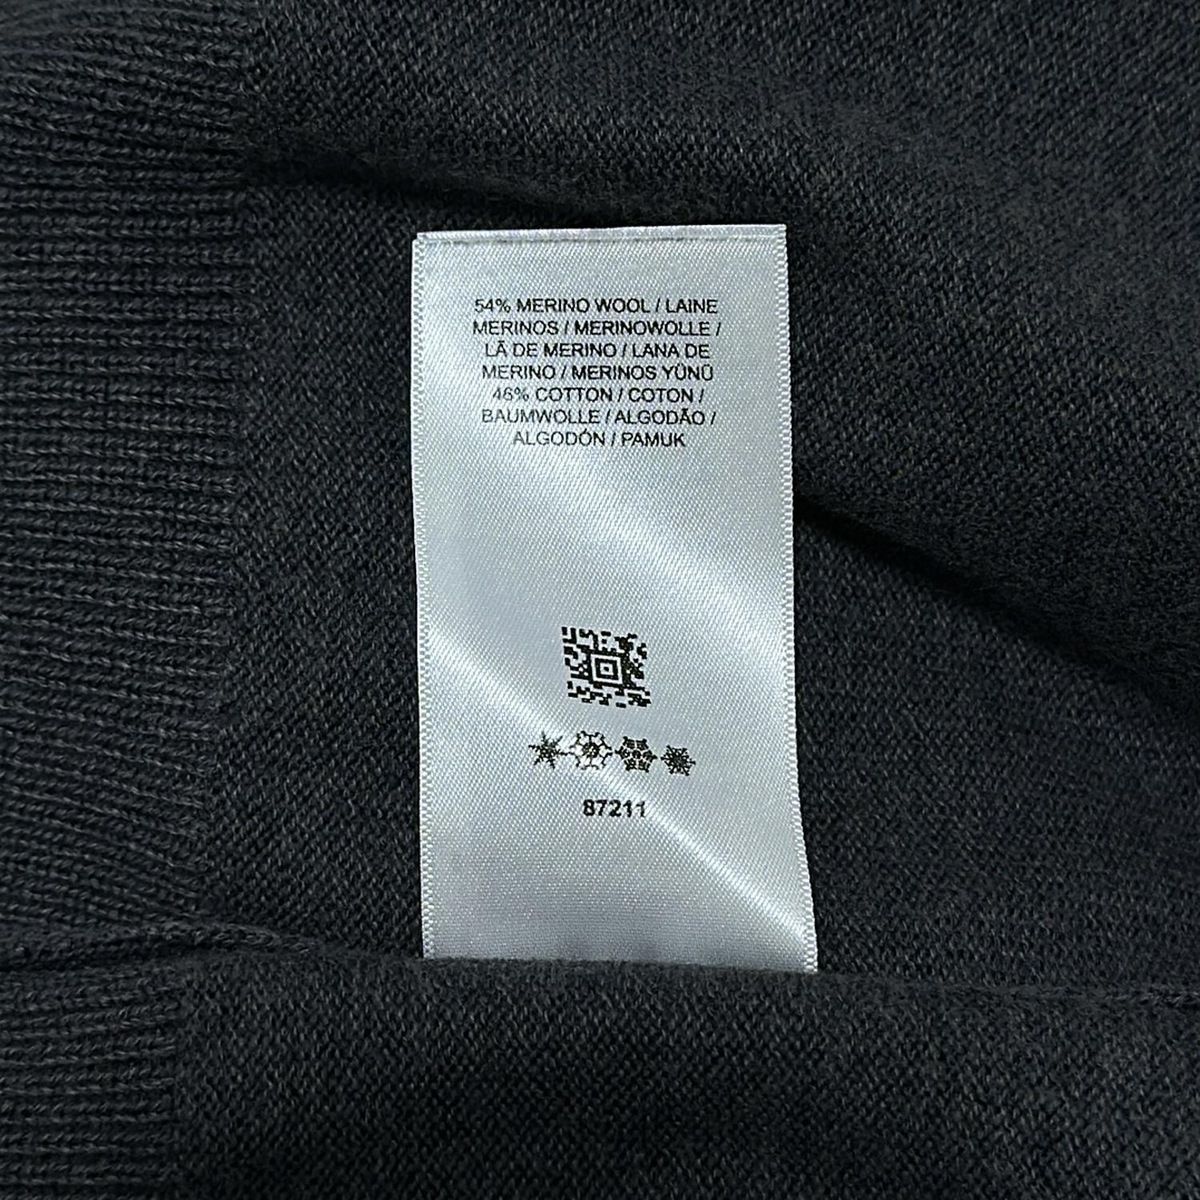 54% MERINO WOOL / LAINE
MERINOS / MERINOWOLLE /
LÃ DE MERINO / LANA DE
MERINO / MERINOS YÜNÜ
46% COTTON / COTON /
BAUMWOLLE / ALGODÃO /
ALGODÓN / PAMUK
87211